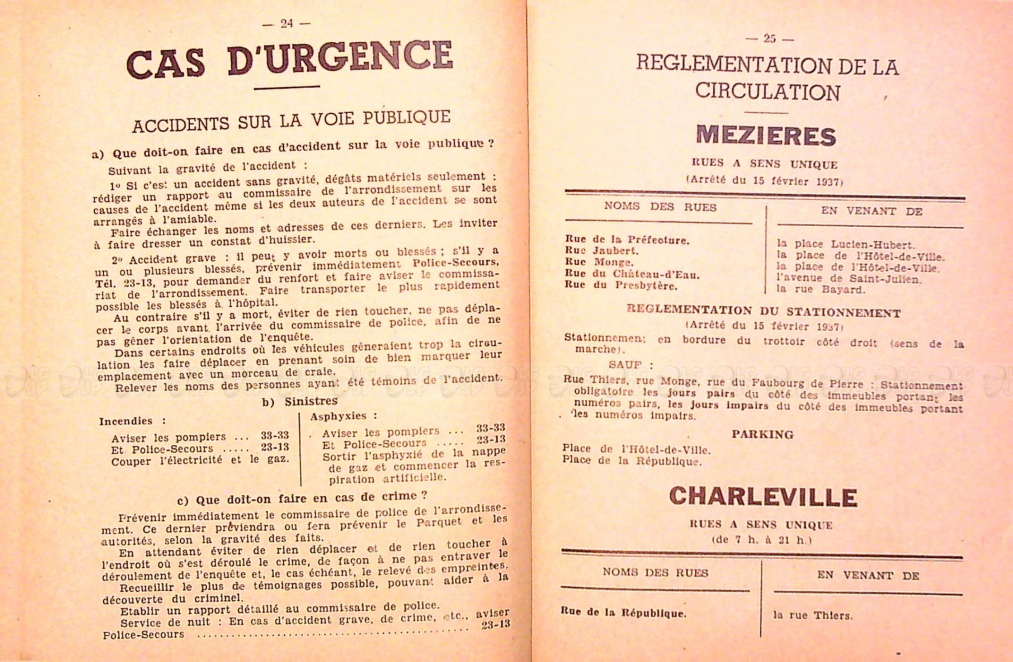 — 24 —
CAS D'URGENCE
ACCIDENTS SUR LA VOIE PUBLIQUE
a) Que doit-on faire en cas d'accident sur la voie publique ?
Suivant la gravité de l'accident :
1º Si c'est un accident sans gravité, dégâts matériels seulement :
rédiger un rapport au commissaire de l'arrondissement sur les
causes de l'accident même si les deux auteurs de l'accident se sont
arrangés à l'amiable.
Faire échanger les noms et adresses de ces derniers. Les inviter
à faire dresser un constat d'huissier.
2º Accident grave : il peut y avoir morts ou blessés ; s'il y a
un ou plusieurs blessés, prévenir immédiatement Police-Secours,
Tél. 23-13, pour demander du renfort et faire aviser le commissa-
riat de l'arrondissement. Faire transporter le plus rapidement
possible les blessés à l'hôpital.
Au contraire s'il y a mort, éviter de rien toucher, ne pas dépla-
cer le corps avant l'arrivée du commissaire de police, afin de ne
pas gêner l'orientation de l'enquête.
Dans certains endroits où les véhicules gêneraient trop la circu-
lation les faire déplacer en prenant soin de bien marquer leur
emplacement avec un morceau de craie.
Relever les noms des personnes ayant été témoins de l'accident.
b) Sinistres
Incendies :
Aviser les pompiers ... 33-33
Et Police-Secours ..... 23-13
Couper l'électricité et le gaz.
Asphyxies :
Aviser les pompiers ... 33-33
Et Police-Secours ..... 23-13
Sortir l'asphyxié de la nappe
de gaz et commencer la res-
piration artificielle.
c) Que doit-on faire en cas de crime ?
Prévenir immédiatement le commissaire de police de l'arrondisse-
ment. Ce dernier préviendra ou fera prévenir le Parquet et les
autorités, selon la gravité des faits.
En attendant éviter de rien déplacer et de rien toucher à
l'endroit où s'est déroulé le crime, de façon à ne pas entraver le
déroulement de l'enquête et, le cas échéant, le relevé des empreintes.
Recueillir le plus de témoignages possible, pouvant aider à la
découverte du criminel.
Etablir un rapport détaillé au commissaire de police.
Service de nuit : En cas d'accident grave, de crime, etc., aviser
Police-Secours ........................................ 23-13
— 25 —
REGLEMENTATION DE LA
CIRCULATION
MEZIERES
RUES A SENS UNIQUE
(Arrêté du 15 février 1937)
NOMS DES RUES
EN VENANT DE
Rue de la Préfecture.
la place Lucien-Hubert.
Rue Jaubert.
la place de l'Hôtel-de-Ville.
Rue Monge.
la place de l'Hôtel-de-Ville.
Rue du Château-d'Eau.
l'avenue de Saint-Julien.
Rue du Presbytère.
la rue Bayard.
REGLEMENTATION DU STATIONNEMENT
(Arrêté du 15 février 1937)
Stationnement en bordure du trottoir côté droit (sens de la
marche).
SAUF :
Rue Thiers, rue Monge, rue du Faubourg de Pierre : Stationnement
obligatoire les jours pairs du côté des immeubles portant les
numéros pairs, les jours impairs du côté des immeubles portant
les numéros impairs.
PARKING
Place de l'Hôtel-de-Ville.
Place de la République.
CHARLEVILLE
RUES A SENS UNIQUE
(de 7 h. à 21 h.)
NOMS DES RUES
EN VENANT DE
Rue de la République.
la rue Thiers.